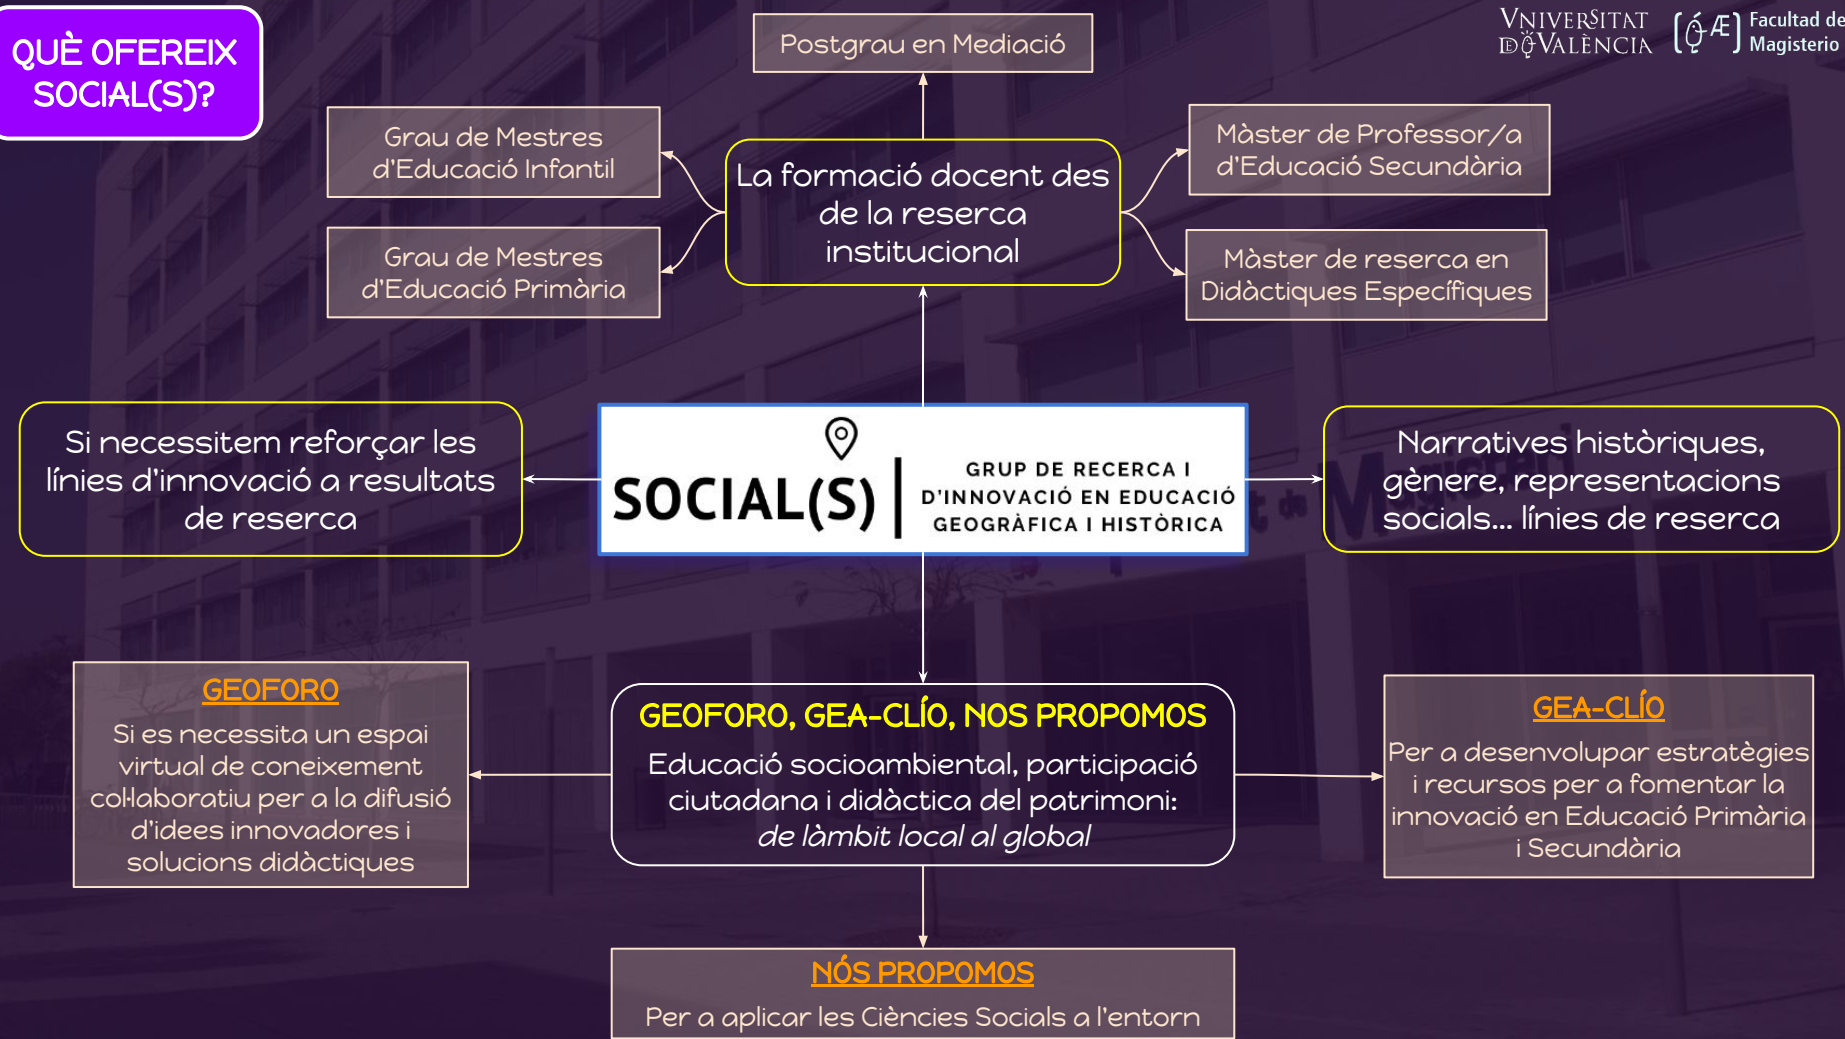 QUÈ OFEREIX
SOCIAL(S)?
Postgrau en Mediació
VNIVERSITAT
DE VALÈNCIA
Facultad de
Magisterio
Grau de Mestres
d'Educació Infantil
Grau de Mestres
d'Educació Primària
La formació docent des
de la reserca
institucional
Màster de Professor/a
d'Educació Secundària
Màster de reserca en
Didàctiques Específiques
Si necessitem reforçar les
línies d'innovació a resultats
de reserca
SOCIAL(S)
GRUP DE RECERCA I
D'INNOVACIÓ EN EDUCACIÓ
GEOGRÀFICA I HISTÒRICA
Narratives històriques,
gènere, representacions
socials... línies de reserca
GEOFORO
Si es necessita un espai
virtual de coneixement
col·laboratiu per a la difusió
d'idees innovadores i
solucions didàctiques
GEOFORO, GEA-CLÍO, NOS PROPOMOS
Educació socioambiental, participació
ciutadana i didàctica del patrimoni:
de làmbit local al global
GEA-CLÍO
Per a desenvolupar estratègies
i recursos per a fomentar la
innovació en Educació Primària
i Secundària
NÓS PROPOMOS
Per a aplicar les Ciències Socials a l'entorn